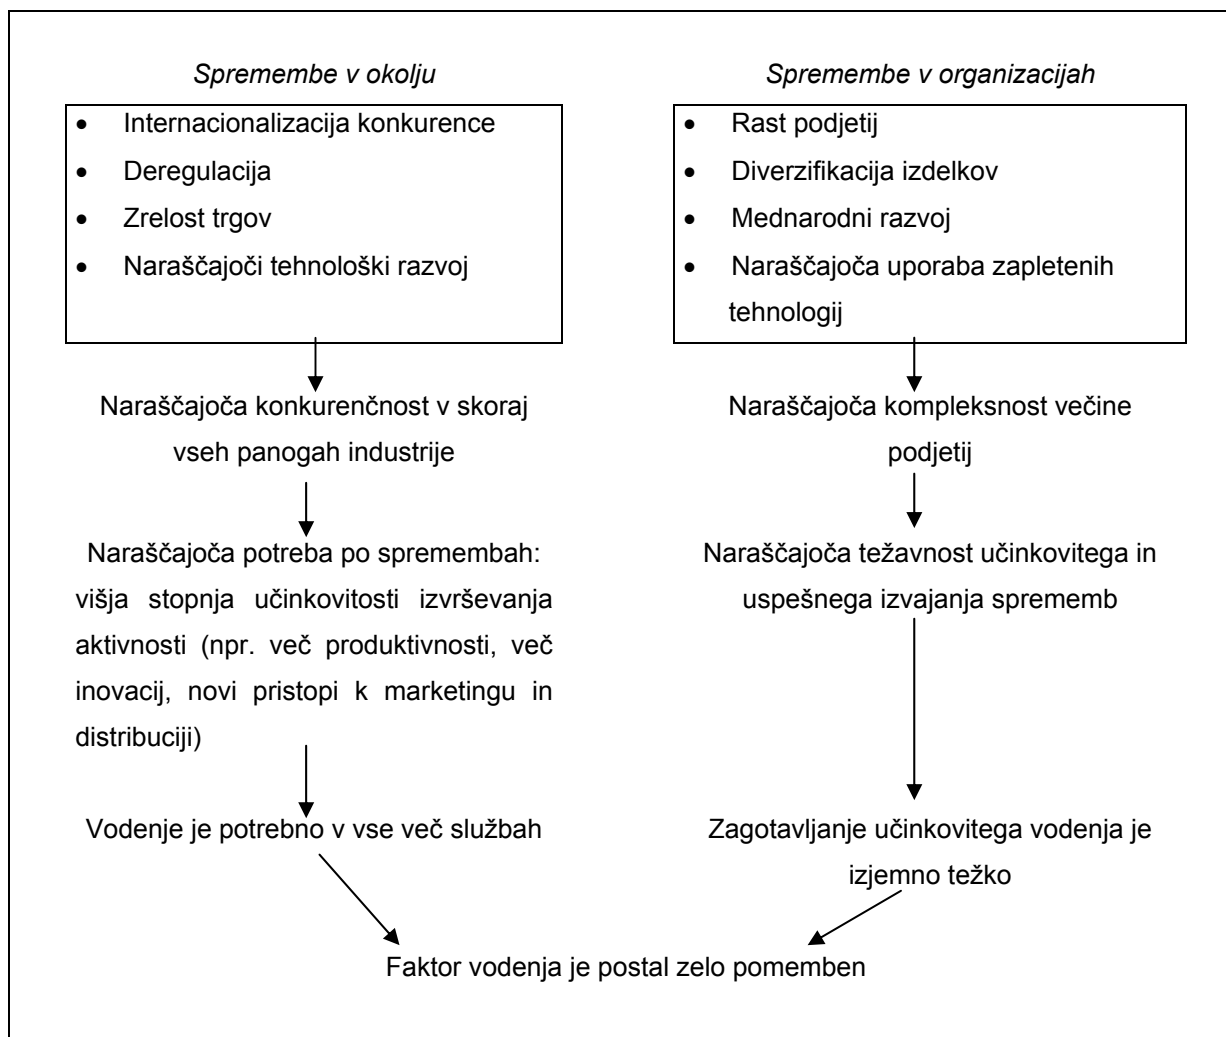 Spremembe v okolju
• Internacionalizacija konkurence
• Deregulacija
• Zrelost trgov
• Naraščajoči tehnološki razvoj
Naraščajoča konkurenčnost v skoraj
vseh panogah industrije
Naraščajoča potreba po spremembah:
višja stopnja učinkovitosti izvrševanja
aktivnosti (npr. več produktivnosti, več
inovacij, novi pristopi k marketingu in
distribuciji)
Vodenje je potrebno v vse več službah
Spremembe v organizacijah
• Rast podjetij
• Diverzifikacija izdelkov
• Mednarodni razvoj
• Naraščajoča uporaba zapletenih
tehnologij
Naraščajoča kompleksnost večine
podjetij
Naraščajoča težavnost učinkovitega in
uspešnega izvajanja sprememb
Zagotavljanje učinkovitega vodenja je
izjemno težko
Faktor vodenja je postal zelo pomemben